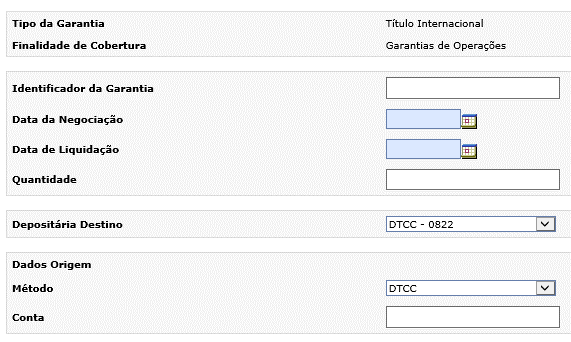 Tipo da Garantia Título Internacional
Finalidade de Cobertura Garantias de Operações
Identificador da Garantia
Data da Negociação
Data de Liquidação
Quantidade
Depositária Destino DTCC - 0822
Dados Origem
Método DTCC
Conta